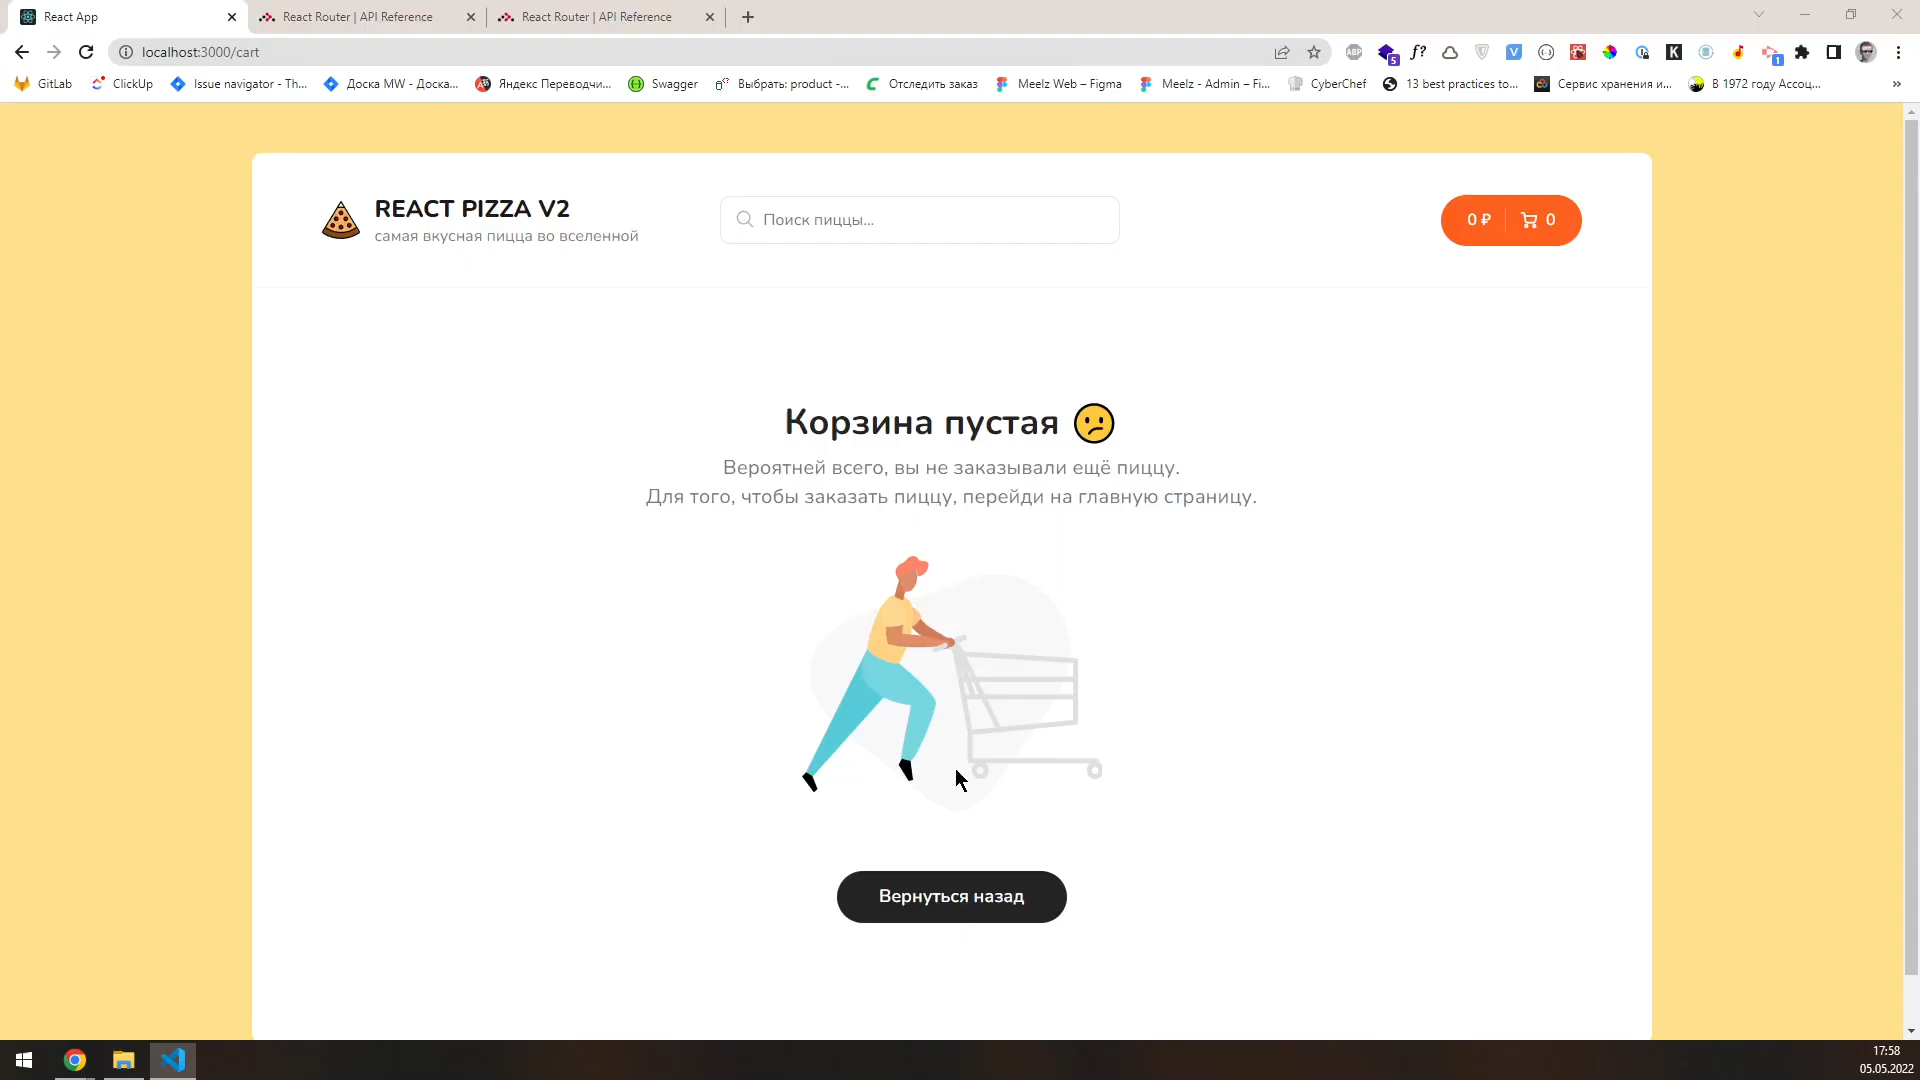 React App
React Router | API Reference
React Router | API Reference
localhost:3000/cart
ABP
5
f?
V
K
1
GitLab
ClickUp
Issue navigator - Th...
Доска MW - Доска...
Яндекс Переводчи...
Swagger
Выбрать: product -...
Отследить заказ
Meelz Web – Figma
Meelz - Admin – Fi...
CyberChef
13 best practices to...
Сервис хранения и...
В 1972 году Ассоц...
»
REACT PIZZA V2
самая вкусная пицца во вселенной
Поиск пиццы...
0 ₽
0
Корзина пустая 😕
Вероятней всего, вы не заказывали ещё пиццу.
Для того, чтобы заказать пиццу, перейди на главную страницу.
Вернуться назад
17:58
05.05.2022